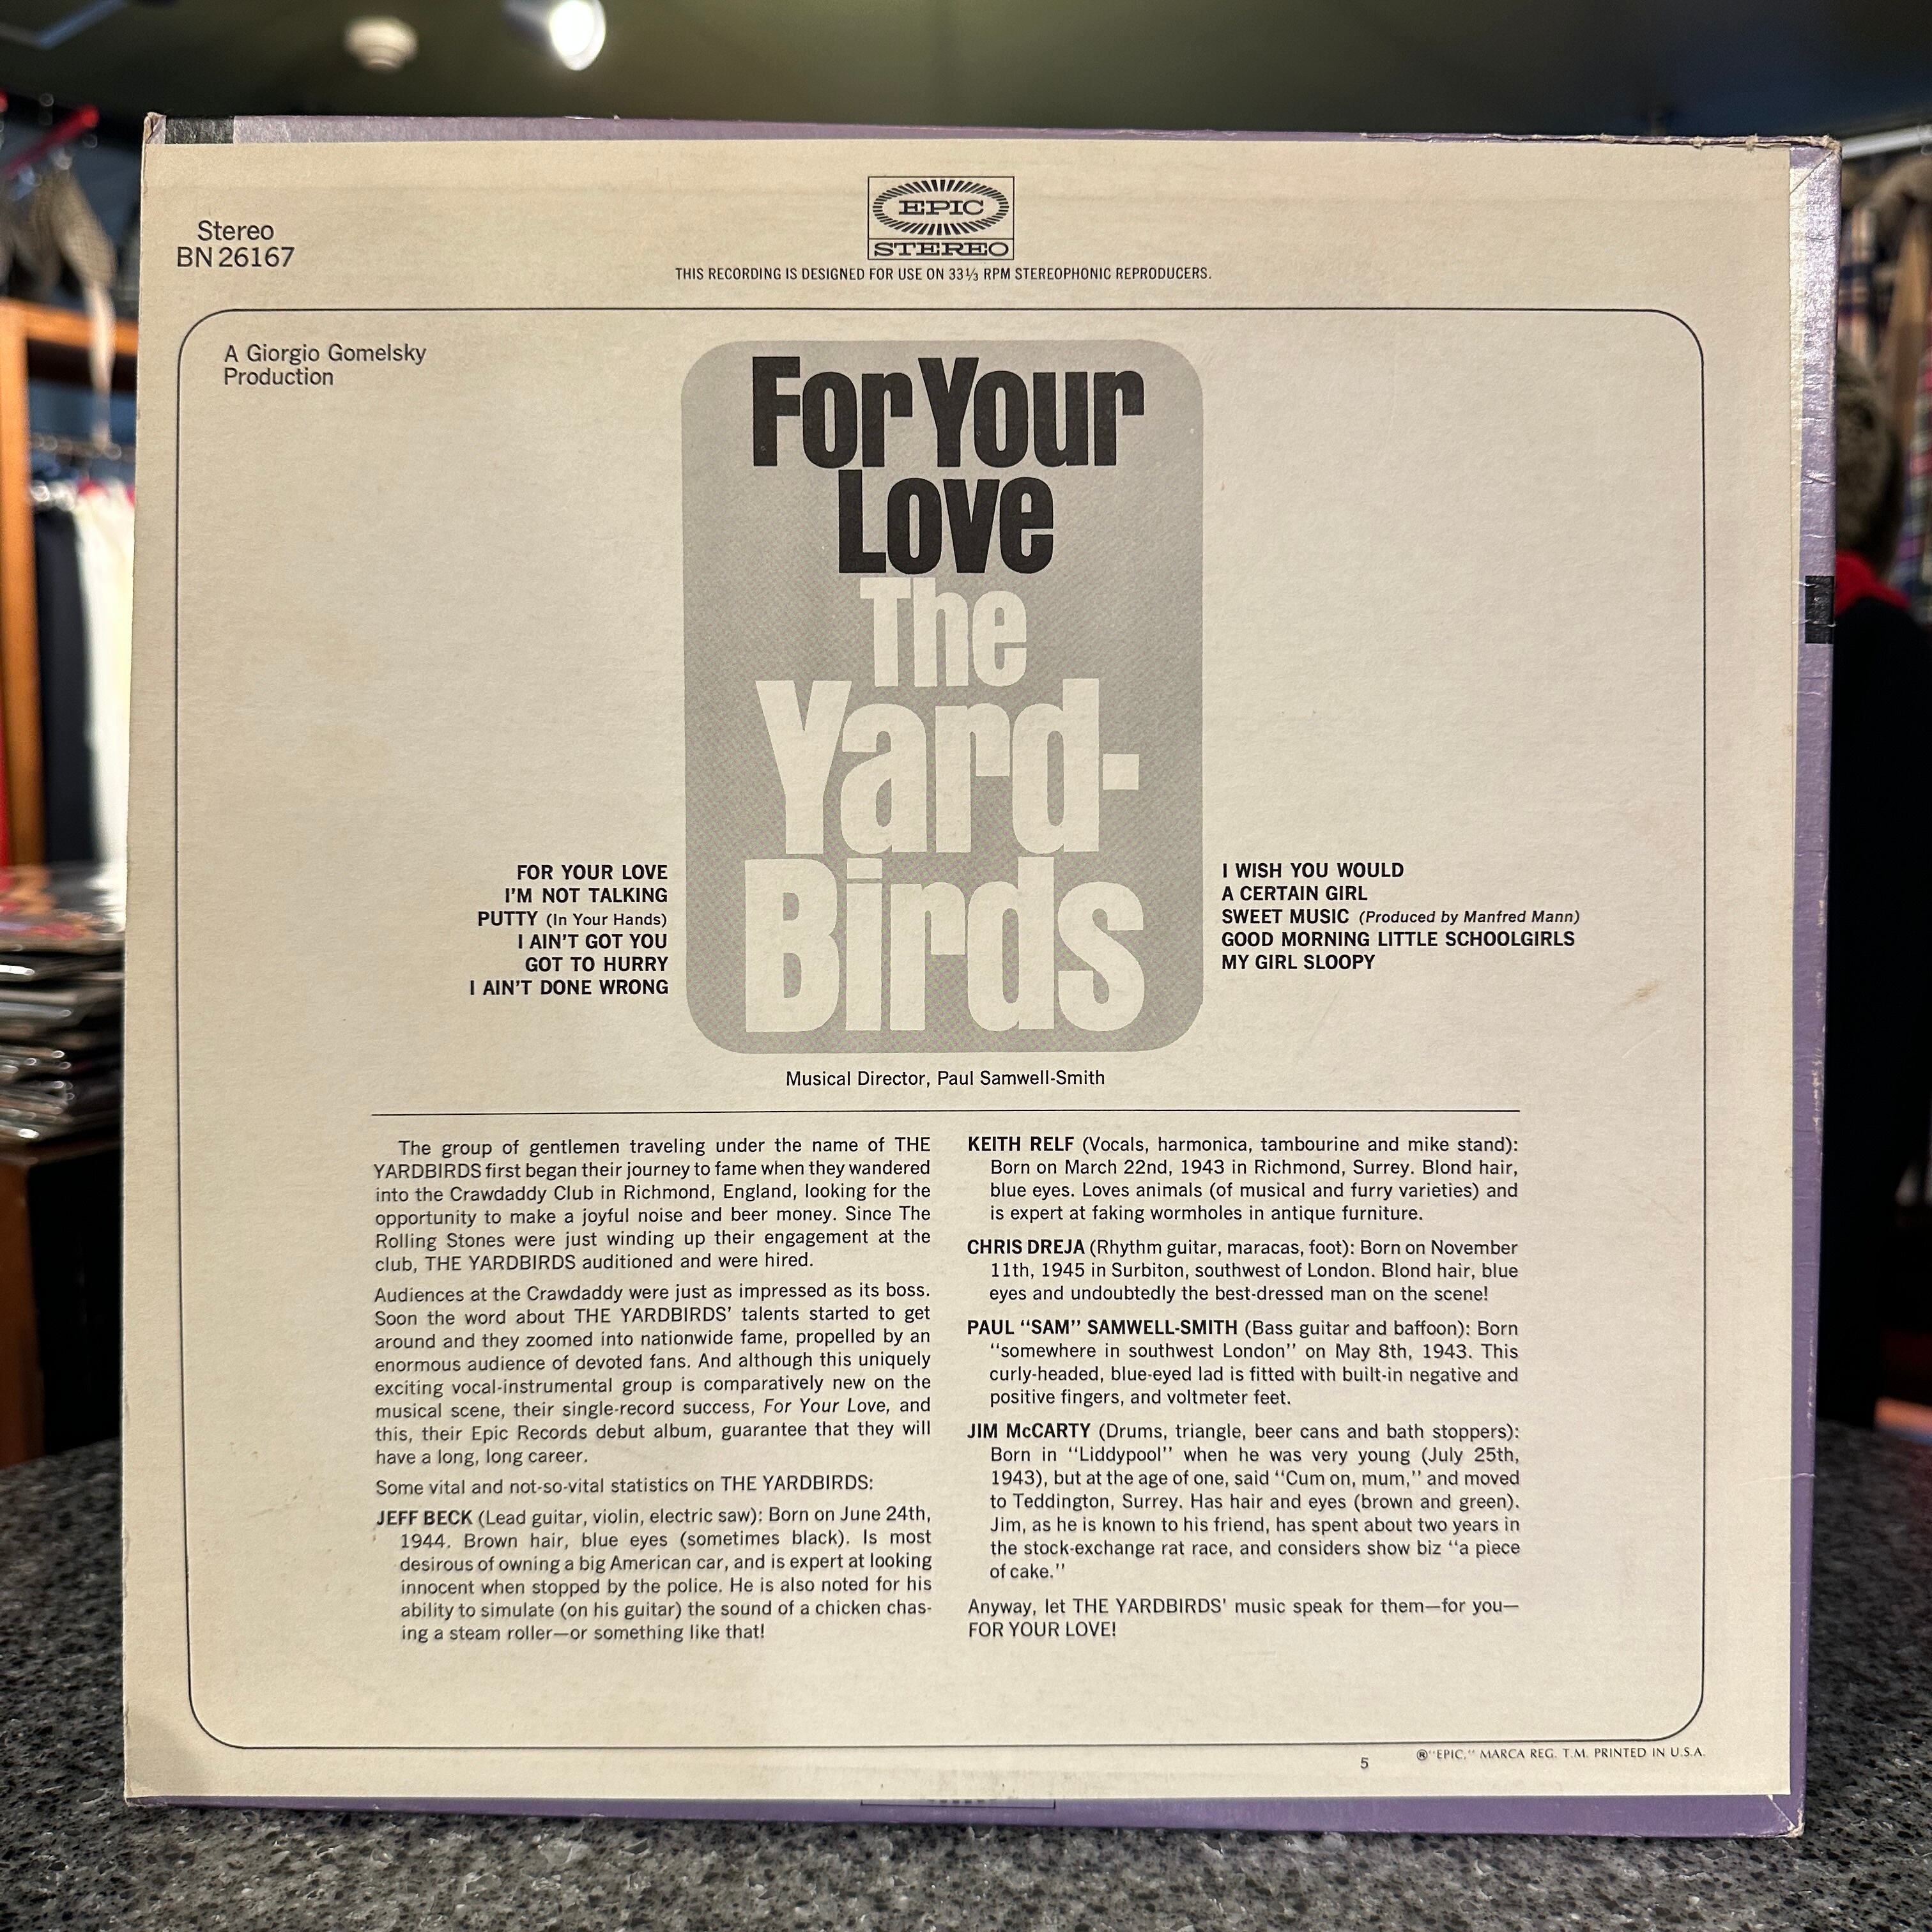 Stereo
BN 26167
EPIC
STEREO
THIS RECORDING IS DESIGNED FOR USE ON 33⅓ RPM STEREOPHONIC REPRODUCERS.
A Giorgio Gomelsky
Production
For Your
Love
The
Yard-
Birds
FOR YOUR LOVE
I'M NOT TALKING
PUTTY (In Your Hands)
I AIN'T GOT YOU
GOT TO HURRY
I AIN'T DONE WRONG
I WISH YOU WOULD
A CERTAIN GIRL
SWEET MUSIC (Produced by Manfred Mann)
GOOD MORNING LITTLE SCHOOLGIRLS
MY GIRL SLOOPY
Musical Director, Paul Samwell-Smith
The group of gentlemen traveling under the name of THE
YARDBIRDS first began their journey to fame when they wandered
into the Crawdaddy Club in Richmond, England, looking for the
opportunity to make a joyful noise and beer money. Since The
Rolling Stones were just winding up their engagement at the
club, THE YARDBIRDS auditioned and were hired.
Audiences at the Crawdaddy were just as impressed as its boss.
Soon the word about THE YARDBIRDS' talents started to get
around and they zoomed into nationwide fame, propelled by an
enormous audience of devoted fans. And although this uniquely
exciting vocal-instrumental group is comparatively new on the
musical scene, their single-record success, For Your Love, and
this, their Epic Records debut album, guarantee that they will
have a long, long career.
Some vital and not-so-vital statistics on THE YARDBIRDS:
JEFF BECK (Lead guitar, violin, electric saw): Born on June 24th,
1944. Brown hair, blue eyes (sometimes black). Is most
desirous of owning a big American car, and is expert at looking
innocent when stopped by the police. He is also noted for his
ability to simulate (on his guitar) the sound of a chicken chas-
ing a steam roller—or something like that!
KEITH RELF (Vocals, harmonica, tambourine and mike stand):
Born on March 22nd, 1943 in Richmond, Surrey. Blond hair,
blue eyes. Loves animals (of musical and furry varieties) and
is expert at faking wormholes in antique furniture.
CHRIS DREJA (Rhythm guitar, maracas, foot): Born on November
11th, 1945 in Surbiton, southwest of London. Blond hair, blue
eyes and undoubtedly the best-dressed man on the scene!
PAUL "SAM" SAMWELL-SMITH (Bass guitar and baffoon): Born
"somewhere in southwest London" on May 8th, 1943. This
curly-headed, blue-eyed lad is fitted with built-in negative and
positive fingers, and voltmeter feet.
JIM McCARTY (Drums, triangle, beer cans and bath stoppers):
Born in "Liddypool" when he was very young (July 25th,
1943), but at the age of one, said "Cum on, mum," and moved
to Teddington, Surrey. Has hair and eyes (brown and green).
Jim, as he is known to his friend, has spent about two years in
the stock-exchange rat race, and considers show biz "a piece
of cake."
Anyway, let THE YARDBIRDS' music speak for them—for you—
FOR YOUR LOVE!
5
®"EPIC," MARCA REG. T.M. PRINTED IN U.S.A.